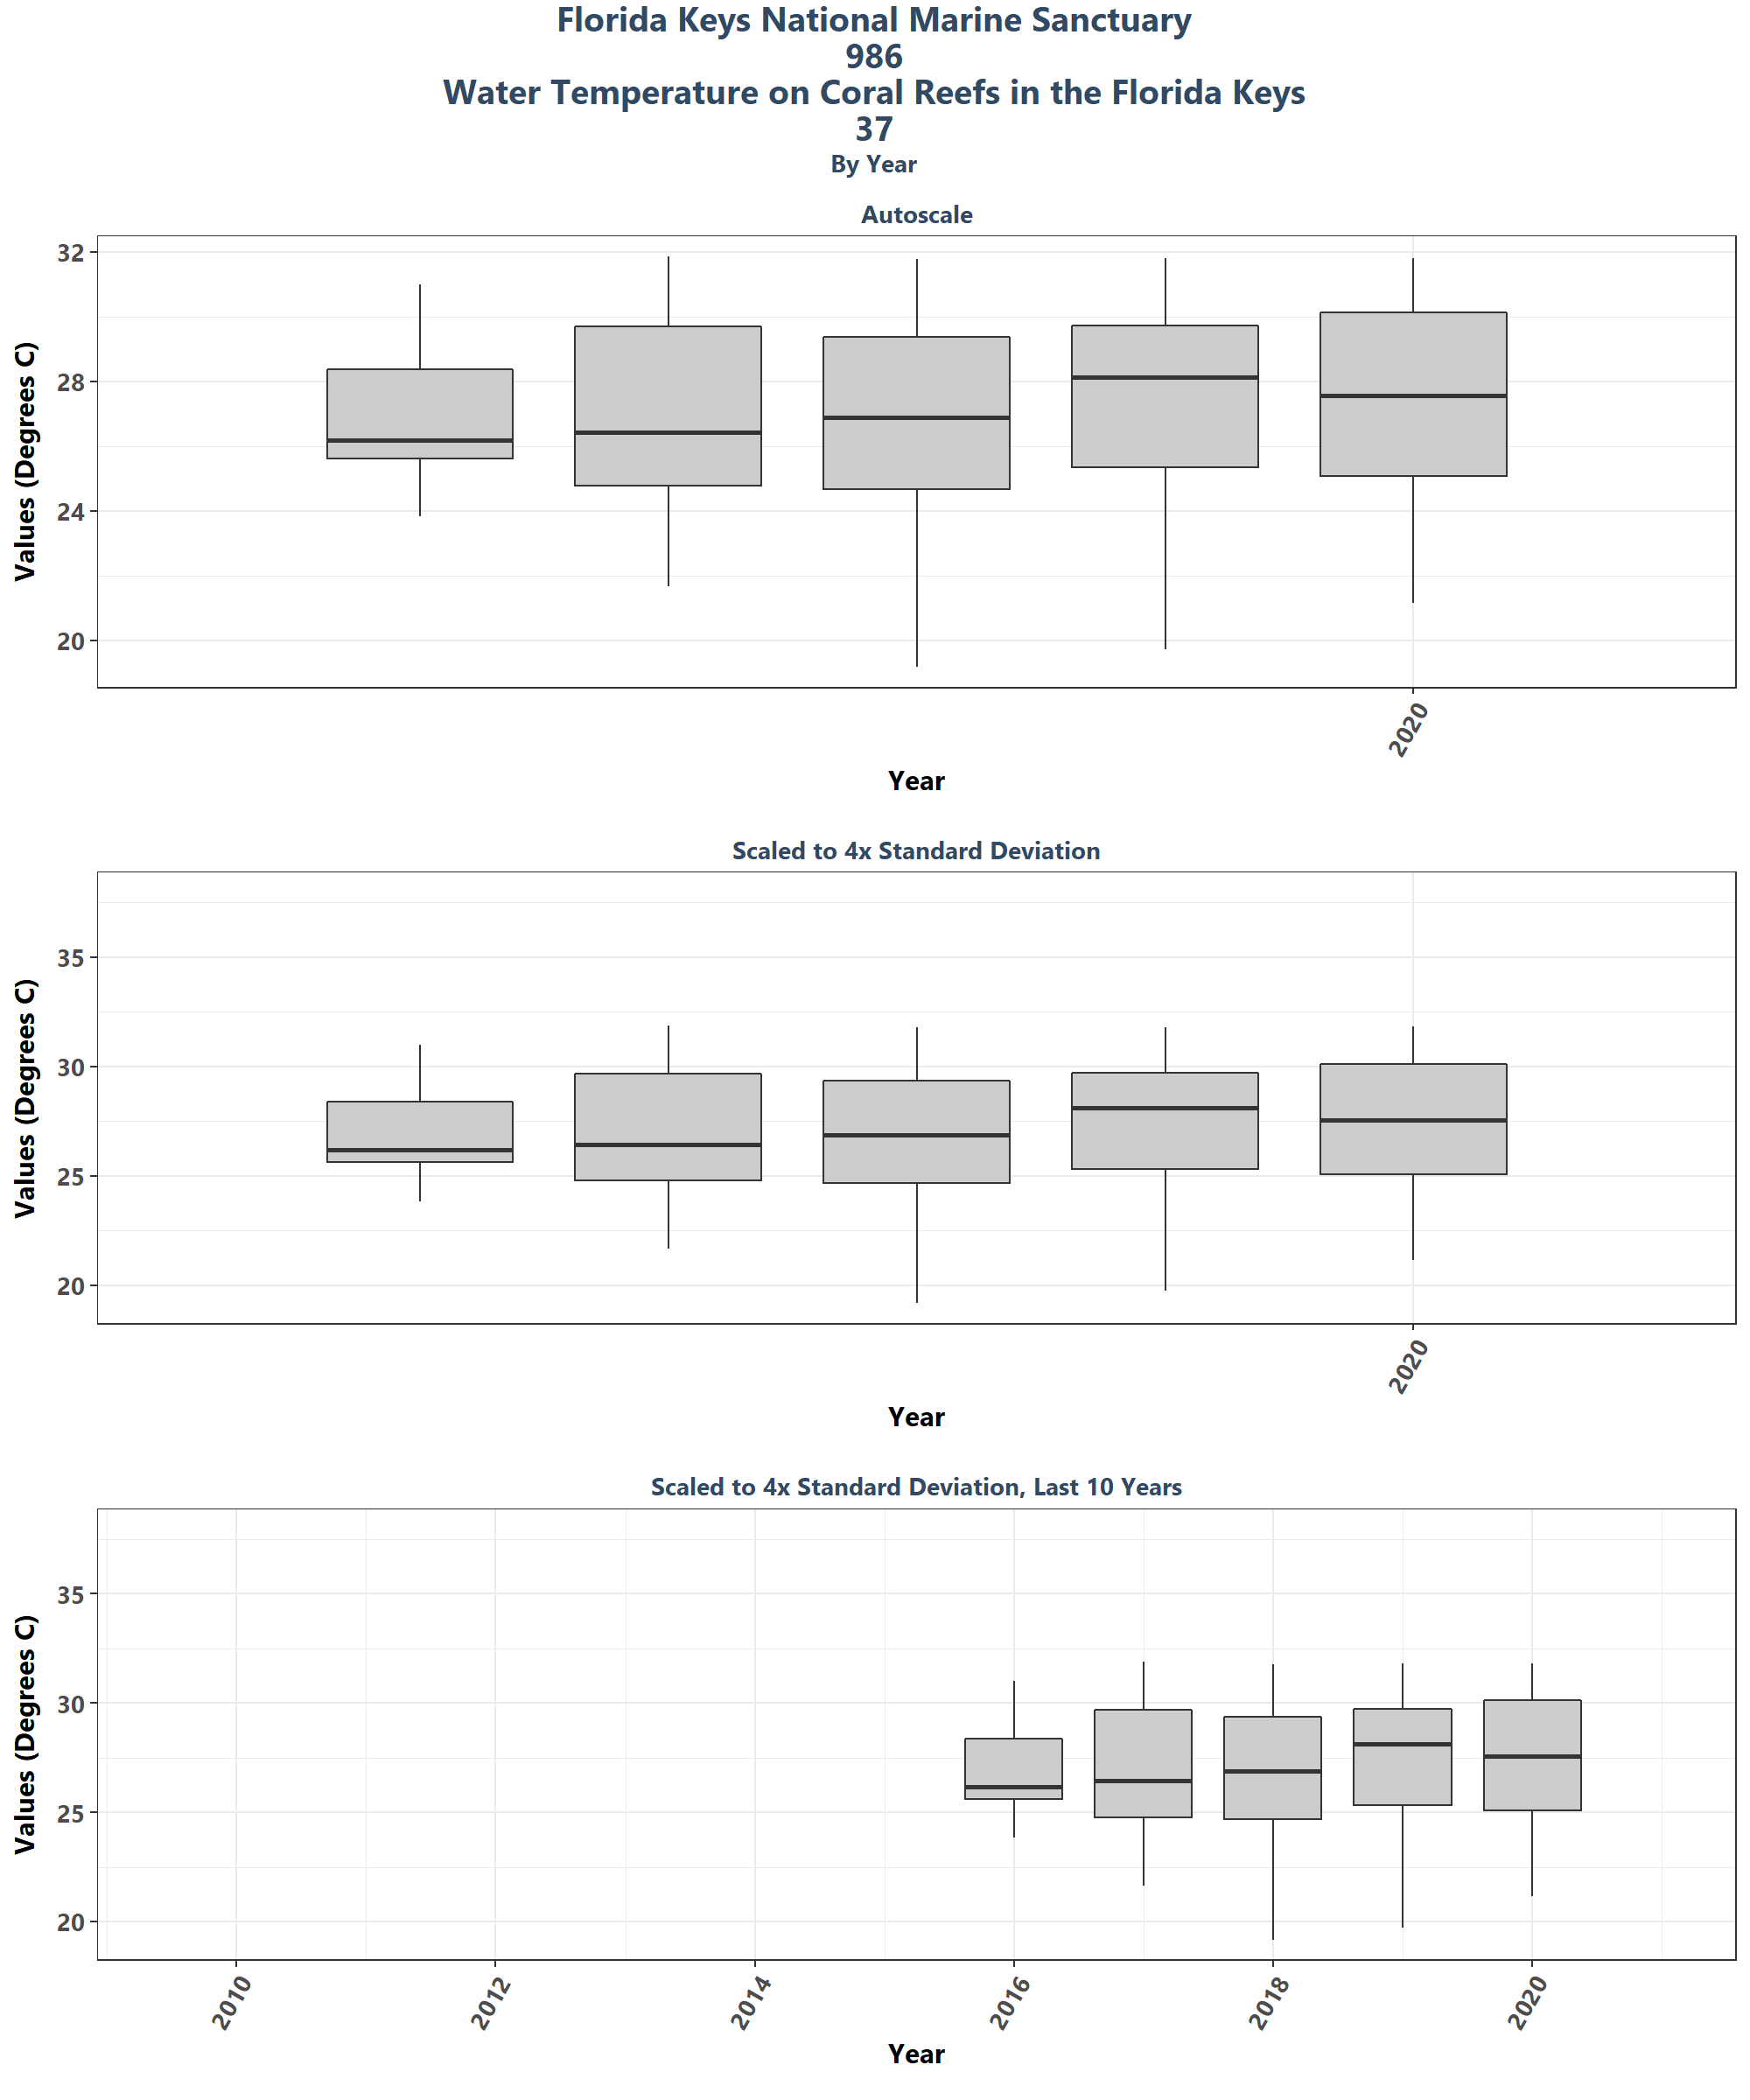 Florida Keys National Marine Sanctuary
986
Water Temperature on Coral Reefs in the Florida Keys
37
By Year
Autoscale
Values (Degrees C)
32
28
24
20
2020
Year
Scaled to 4x Standard Deviation
Values (Degrees C)
35
30
25
20
2020
Year
Scaled to 4x Standard Deviation, Last 10 Years
Values (Degrees C)
35
30
25
20
2010 2012 2014 2016 2018 2020
Year